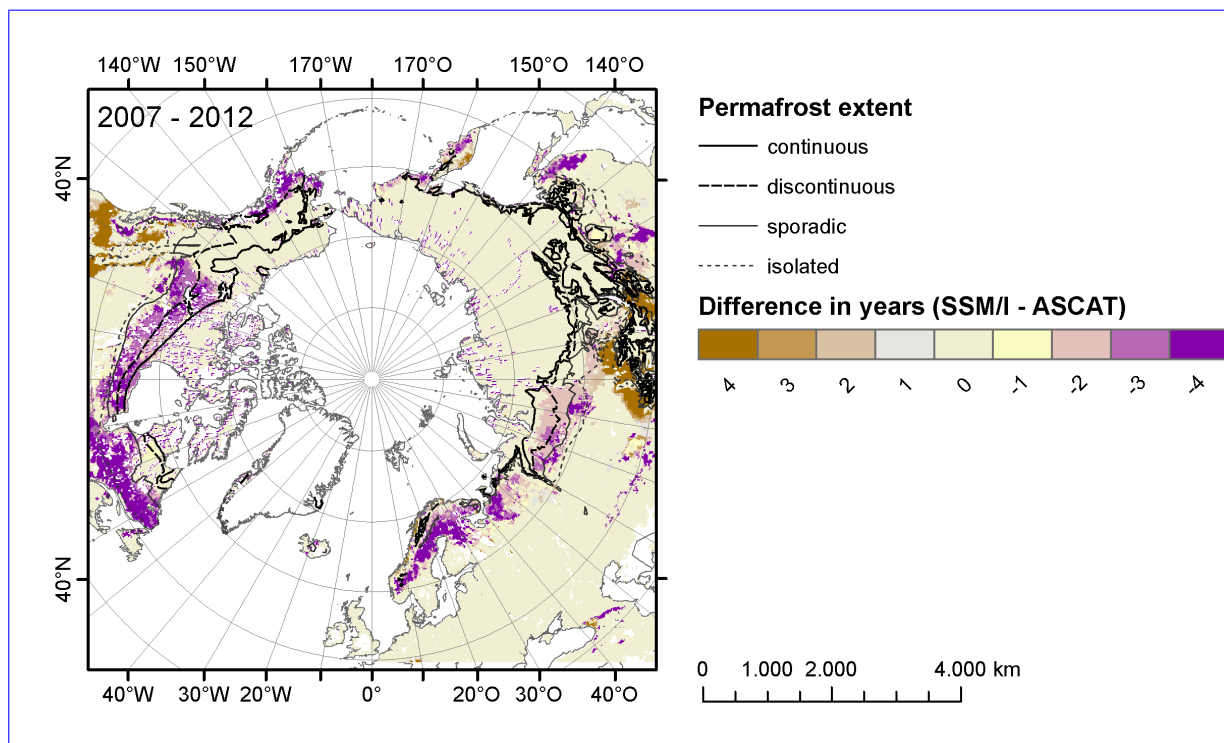 140°W 150°W 170°W 170°O 150°O 140°O
2007 - 2012
40°N
40°N
40°W 30°W 20°W 0° 20°O 30°O 40°O
Permafrost extent
continuous
discontinuous
sporadic
isolated
Difference in years (SSM/I - ASCAT)
4 3 2 1 0 -1 -2 -3 -4
0 1.000 2.000 4.000 km